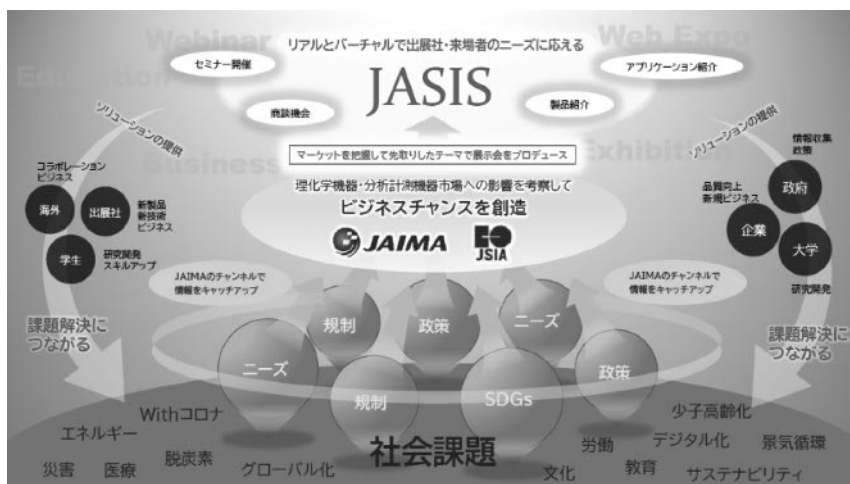 Webinar
Web Expo
Education
Business
Exhibition
リアルとバーチャルで出展社・来場者のニーズに応える
JASIS
セミナー開催
商談機会
製品紹介
アプリケーション紹介
ソリューションの提供
ソリューションの提供
マーケットを把握して先取りしたテーマで展示会をプロデュース
理化学機器・分析計測機器市場への影響を考察して
ビジネスチャンスを創造
JAIMA
JSIA
コラボレーション
ビジネス
海外
出展社
新製品
新技術
ビジネス
学生
研究開発
スキルアップ
情報収集
政策
政府
品質向上
新規ビジネス
企業
大学
研究開発
JAIMAのチャンネルで
情報をキャッチアップ
JAIMAのチャンネルで
情報をキャッチアップ
課題解決に
つながる
課題解決に
つながる
ニーズ
規制
政策
ニーズ
規制
SDGs
政策
社会課題
Withコロナ
エネルギー
災害
医療
脱炭素
グローバル化
文化
労働
教育
少子高齢化
デジタル化
景気循環
サステナビリティ